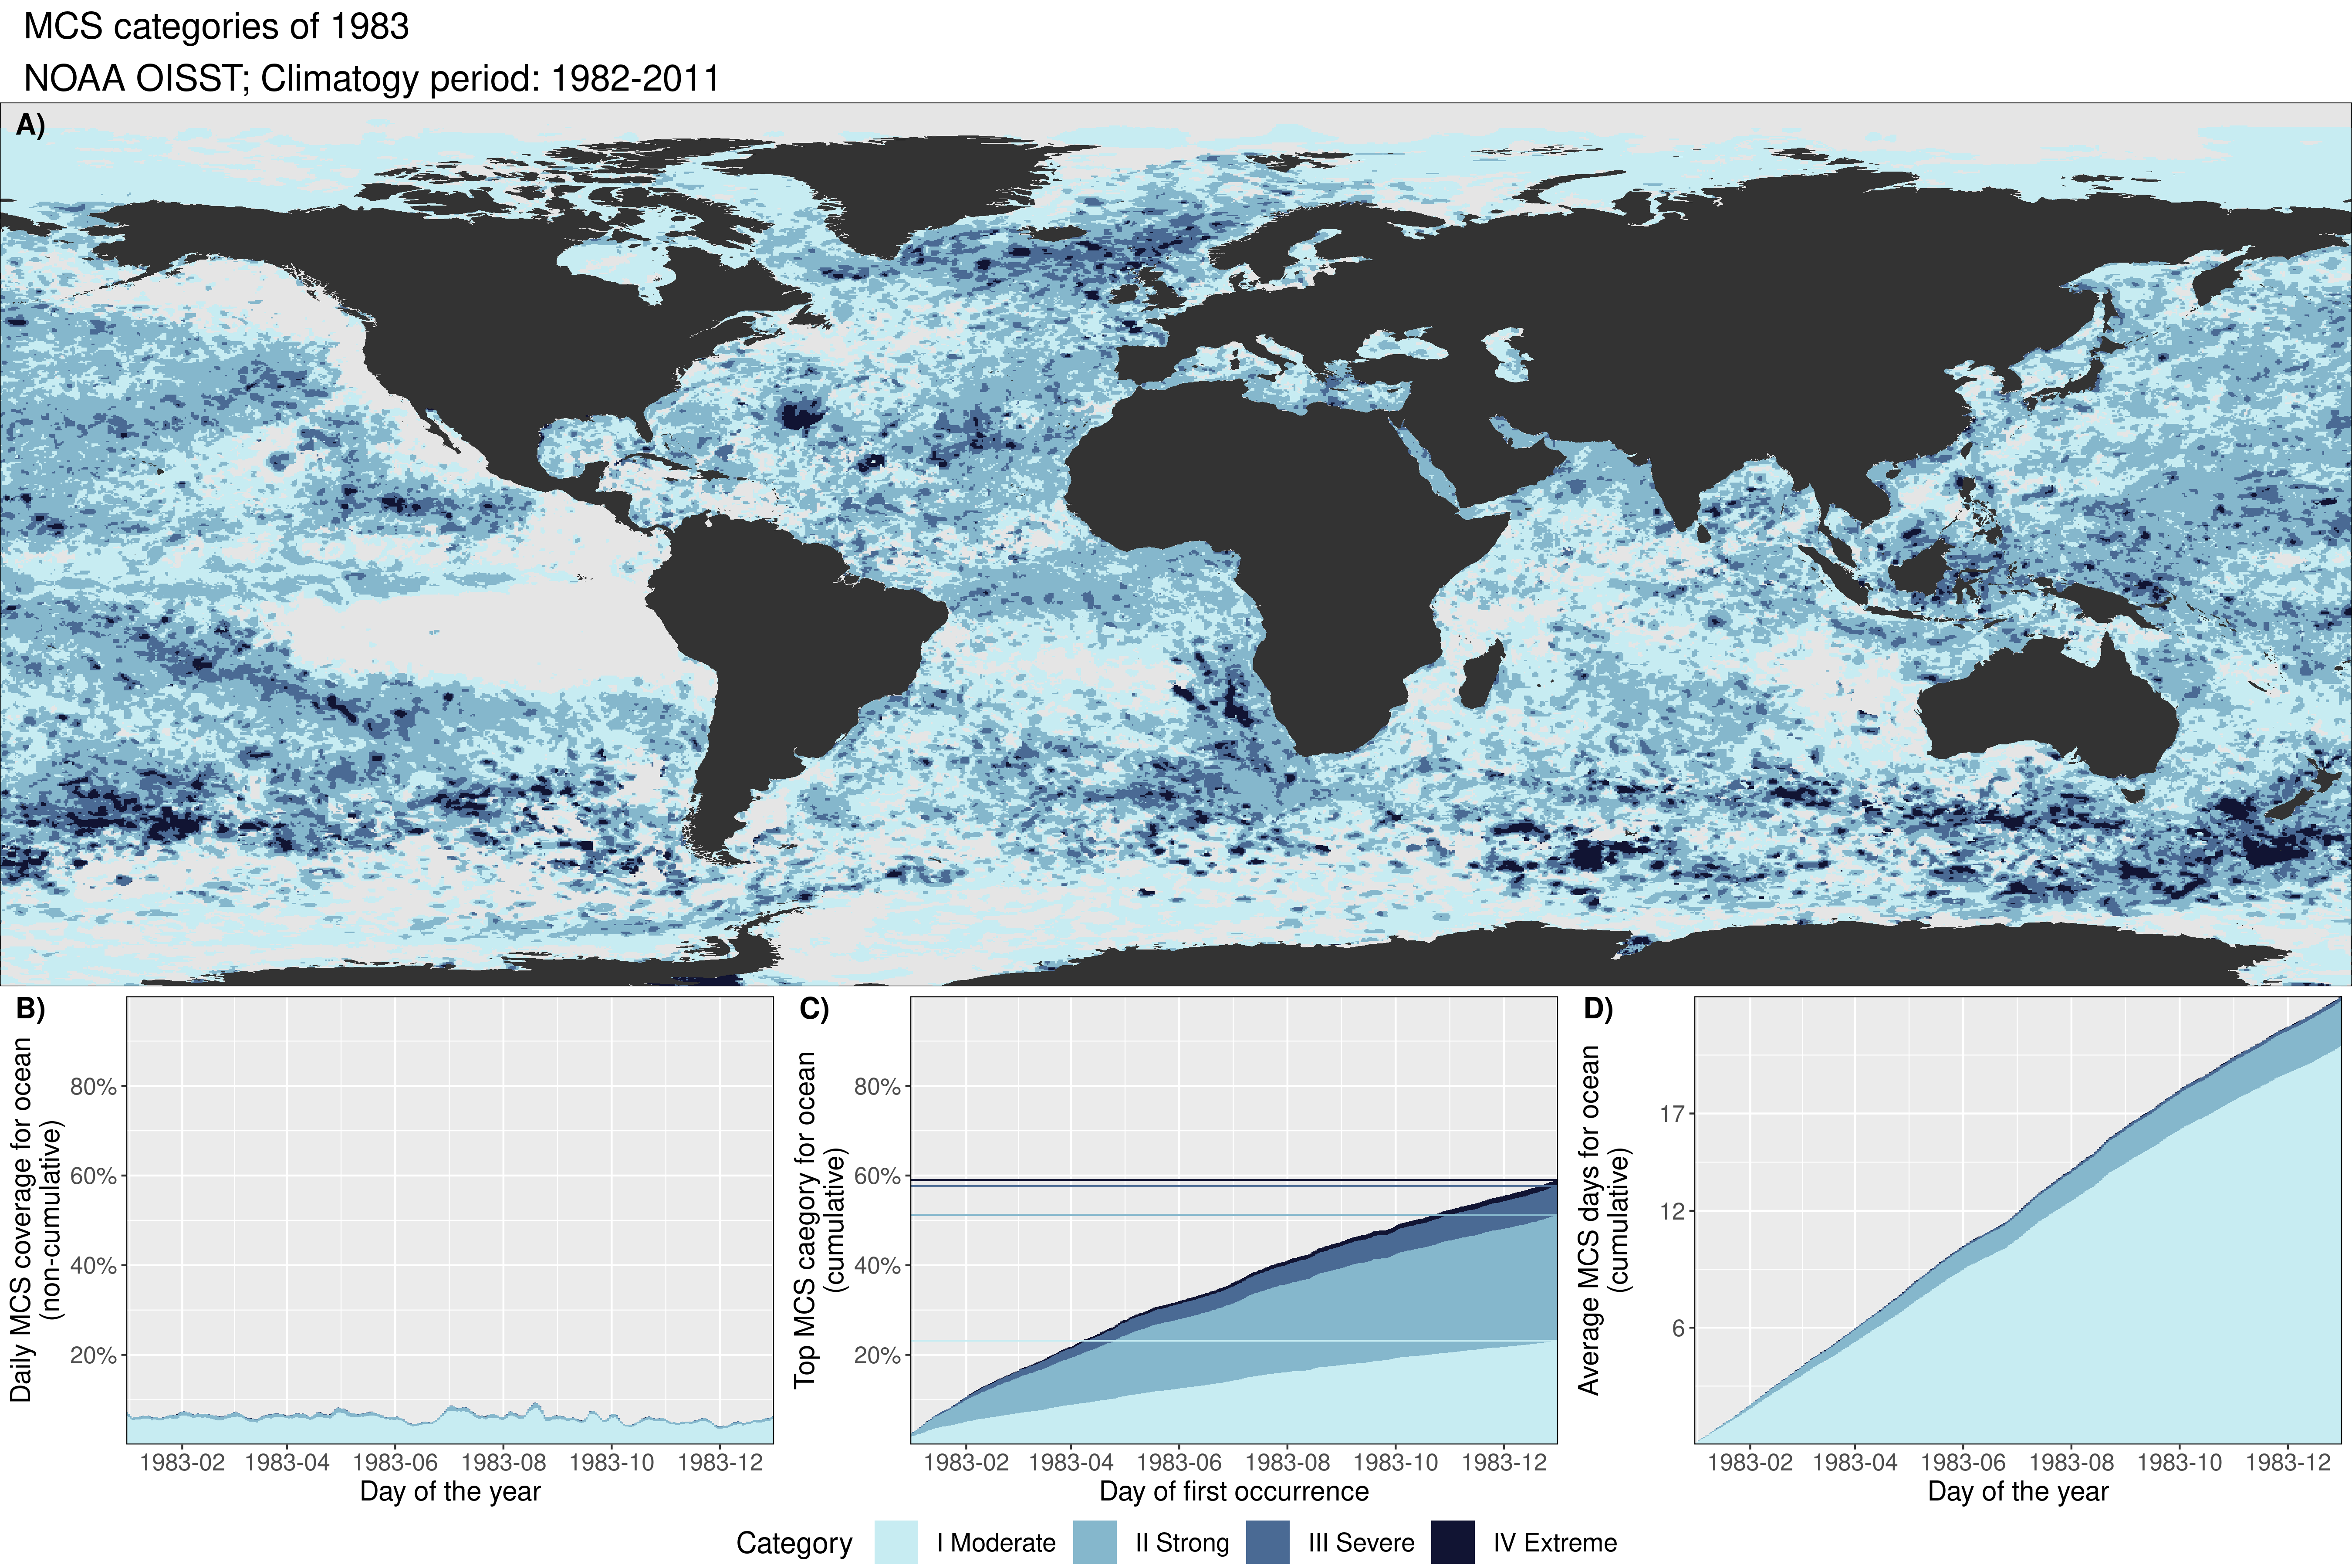 MCS categories of 1983
NOAA OISST; Climatogy period: 1982-2011
A)
B)
Daily MCS coverage for ocean
(non-cumulative)
80%
60%
40%
20%
1983-02 1983-04 1983-06 1983-08 1983-10 1983-12
Day of the year
C)
Top MCS caegory for ocean
(cumulative)
80%
60%
40%
20%
1983-02 1983-04 1983-06 1983-08 1983-10 1983-12
Day of first occurrence
D)
Average MCS days for ocean
(cumulative)
17
12
6
1983-02 1983-04 1983-06 1983-08 1983-10 1983-12
Day of the year
Category I Moderate II Strong III Severe IV Extreme